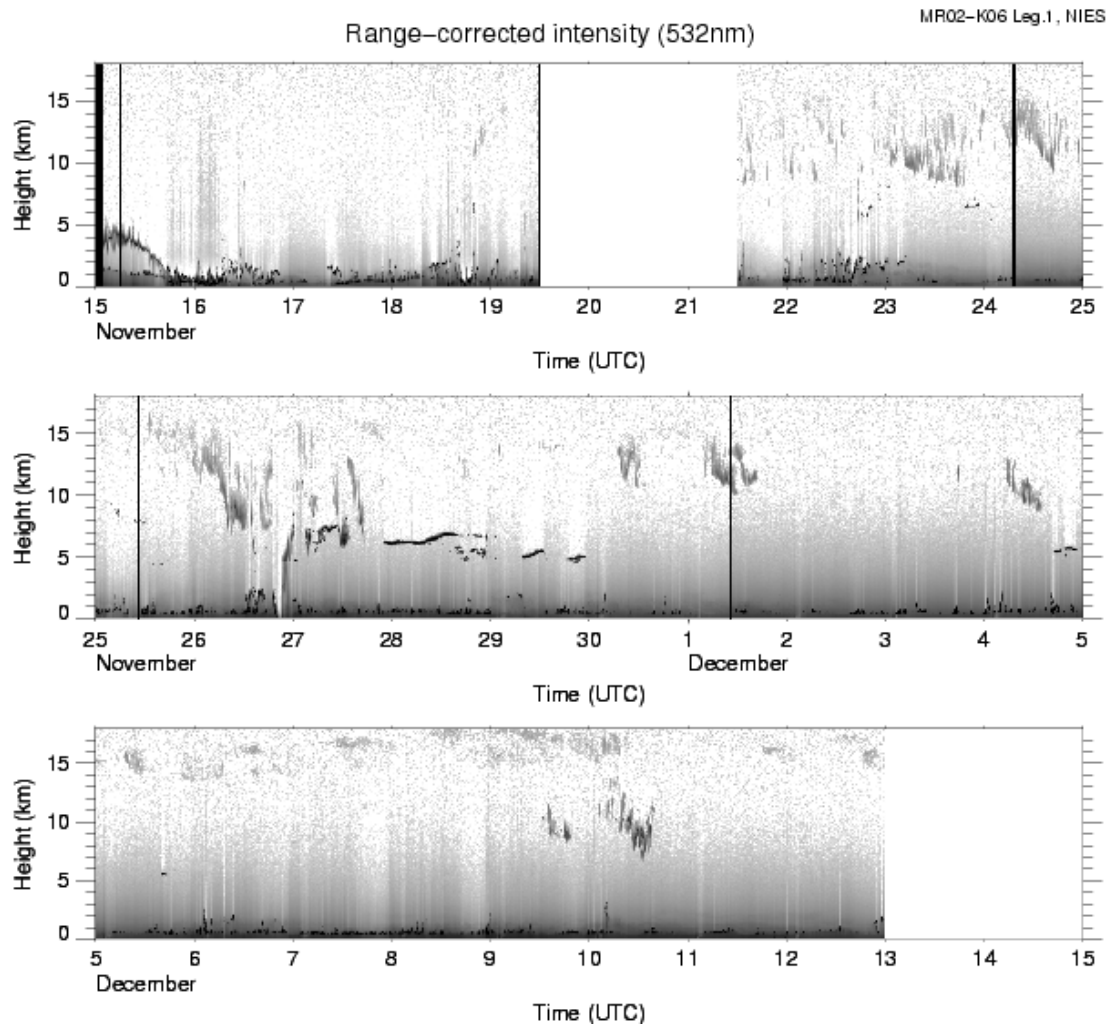 MR02-K06 Leg.1, NIES
Range-corrected intensity (532nm)
Height (km)
15
10
5
0
15 16 17 18 19 20 21 22 23 24 25
November
Time (UTC)
Height (km)
15
10
5
0
25 26 27 28 29 30 1 2 3 4 5
November December
Time (UTC)
Height (km)
15
10
5
0
5 6 7 8 9 10 11 12 13 14 15
December
Time (UTC)